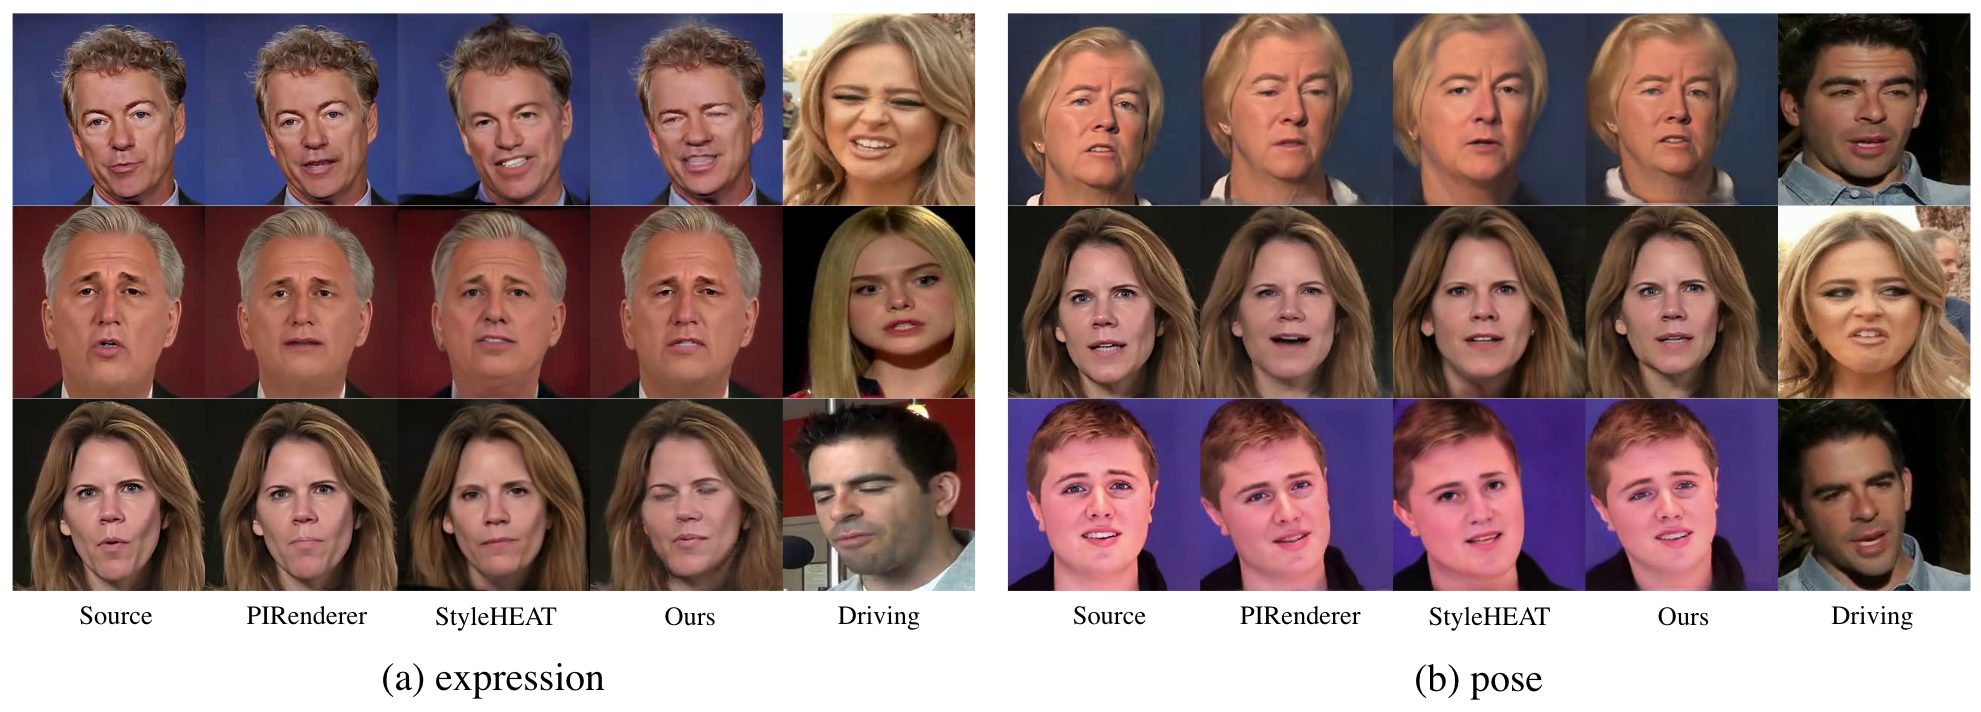 Source PIRenderer StyleHEAT Ours Driving
Source PIRenderer StyleHEAT Ours Driving
(a) expression
(b) pose